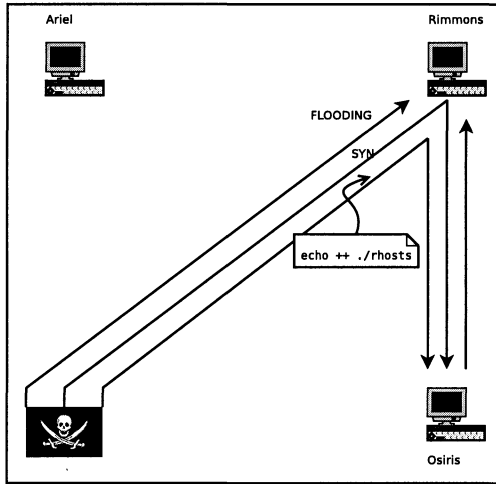 Ariel
Rimmons
FLOODING
SYN
echo ++ ./rhosts
Osiris